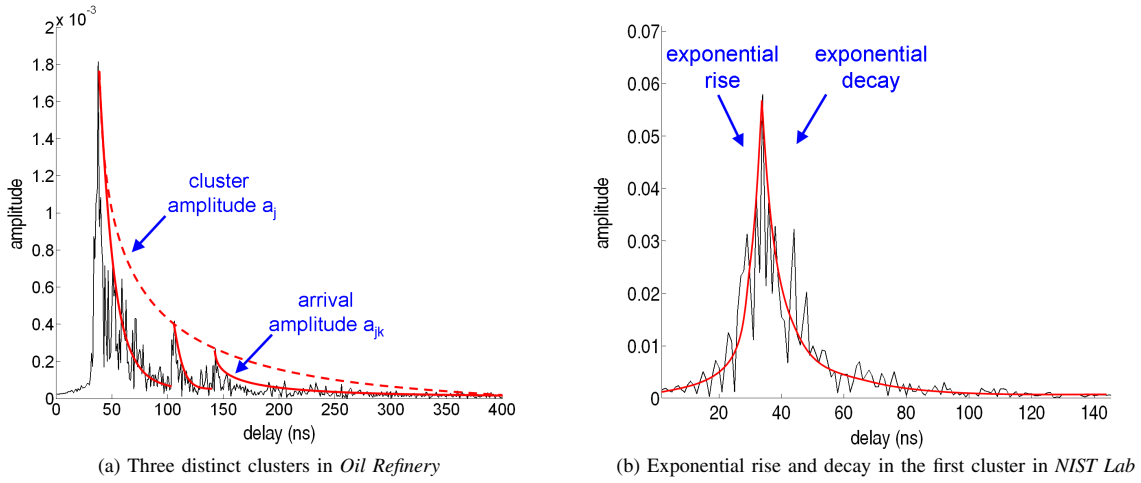 x 10^-3
2
1.8
1.6
1.4
1.2
1
0.8
0.6
0.4
0.2
0
amplitude
cluster
amplitude a_j
arrival
amplitude a_jk
0 50 100 150 200 250 300 350 400
delay (ns)
(a) Three distinct clusters in Oil Refinery
0.07
0.06
0.05
0.04
0.03
0.02
0.01
0
amplitude
exponential
rise
exponential
decay
20 40 60 80 100 120 140
delay (ns)
(b) Exponential rise and decay in the first cluster in NIST Lab